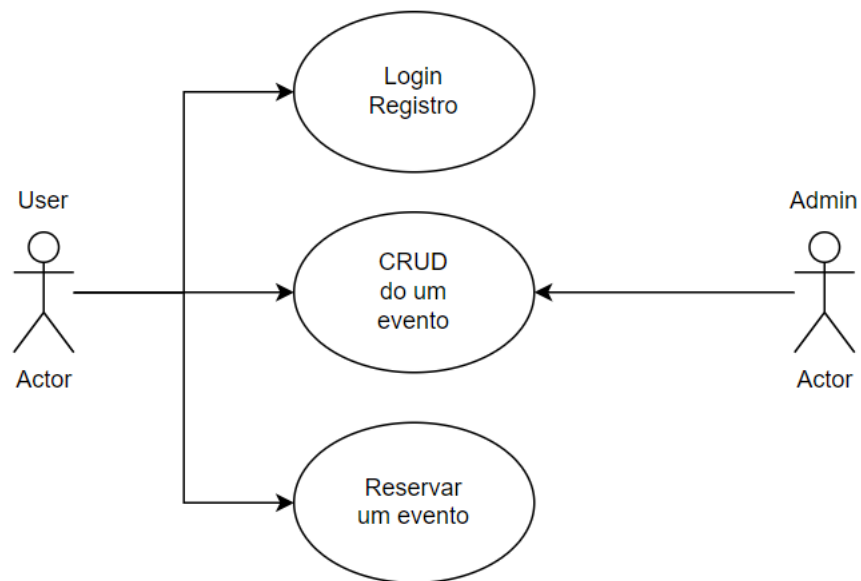 Login
Registro
User
Admin
CRUD
do um
evento
Actor
Actor
Reservar
um evento